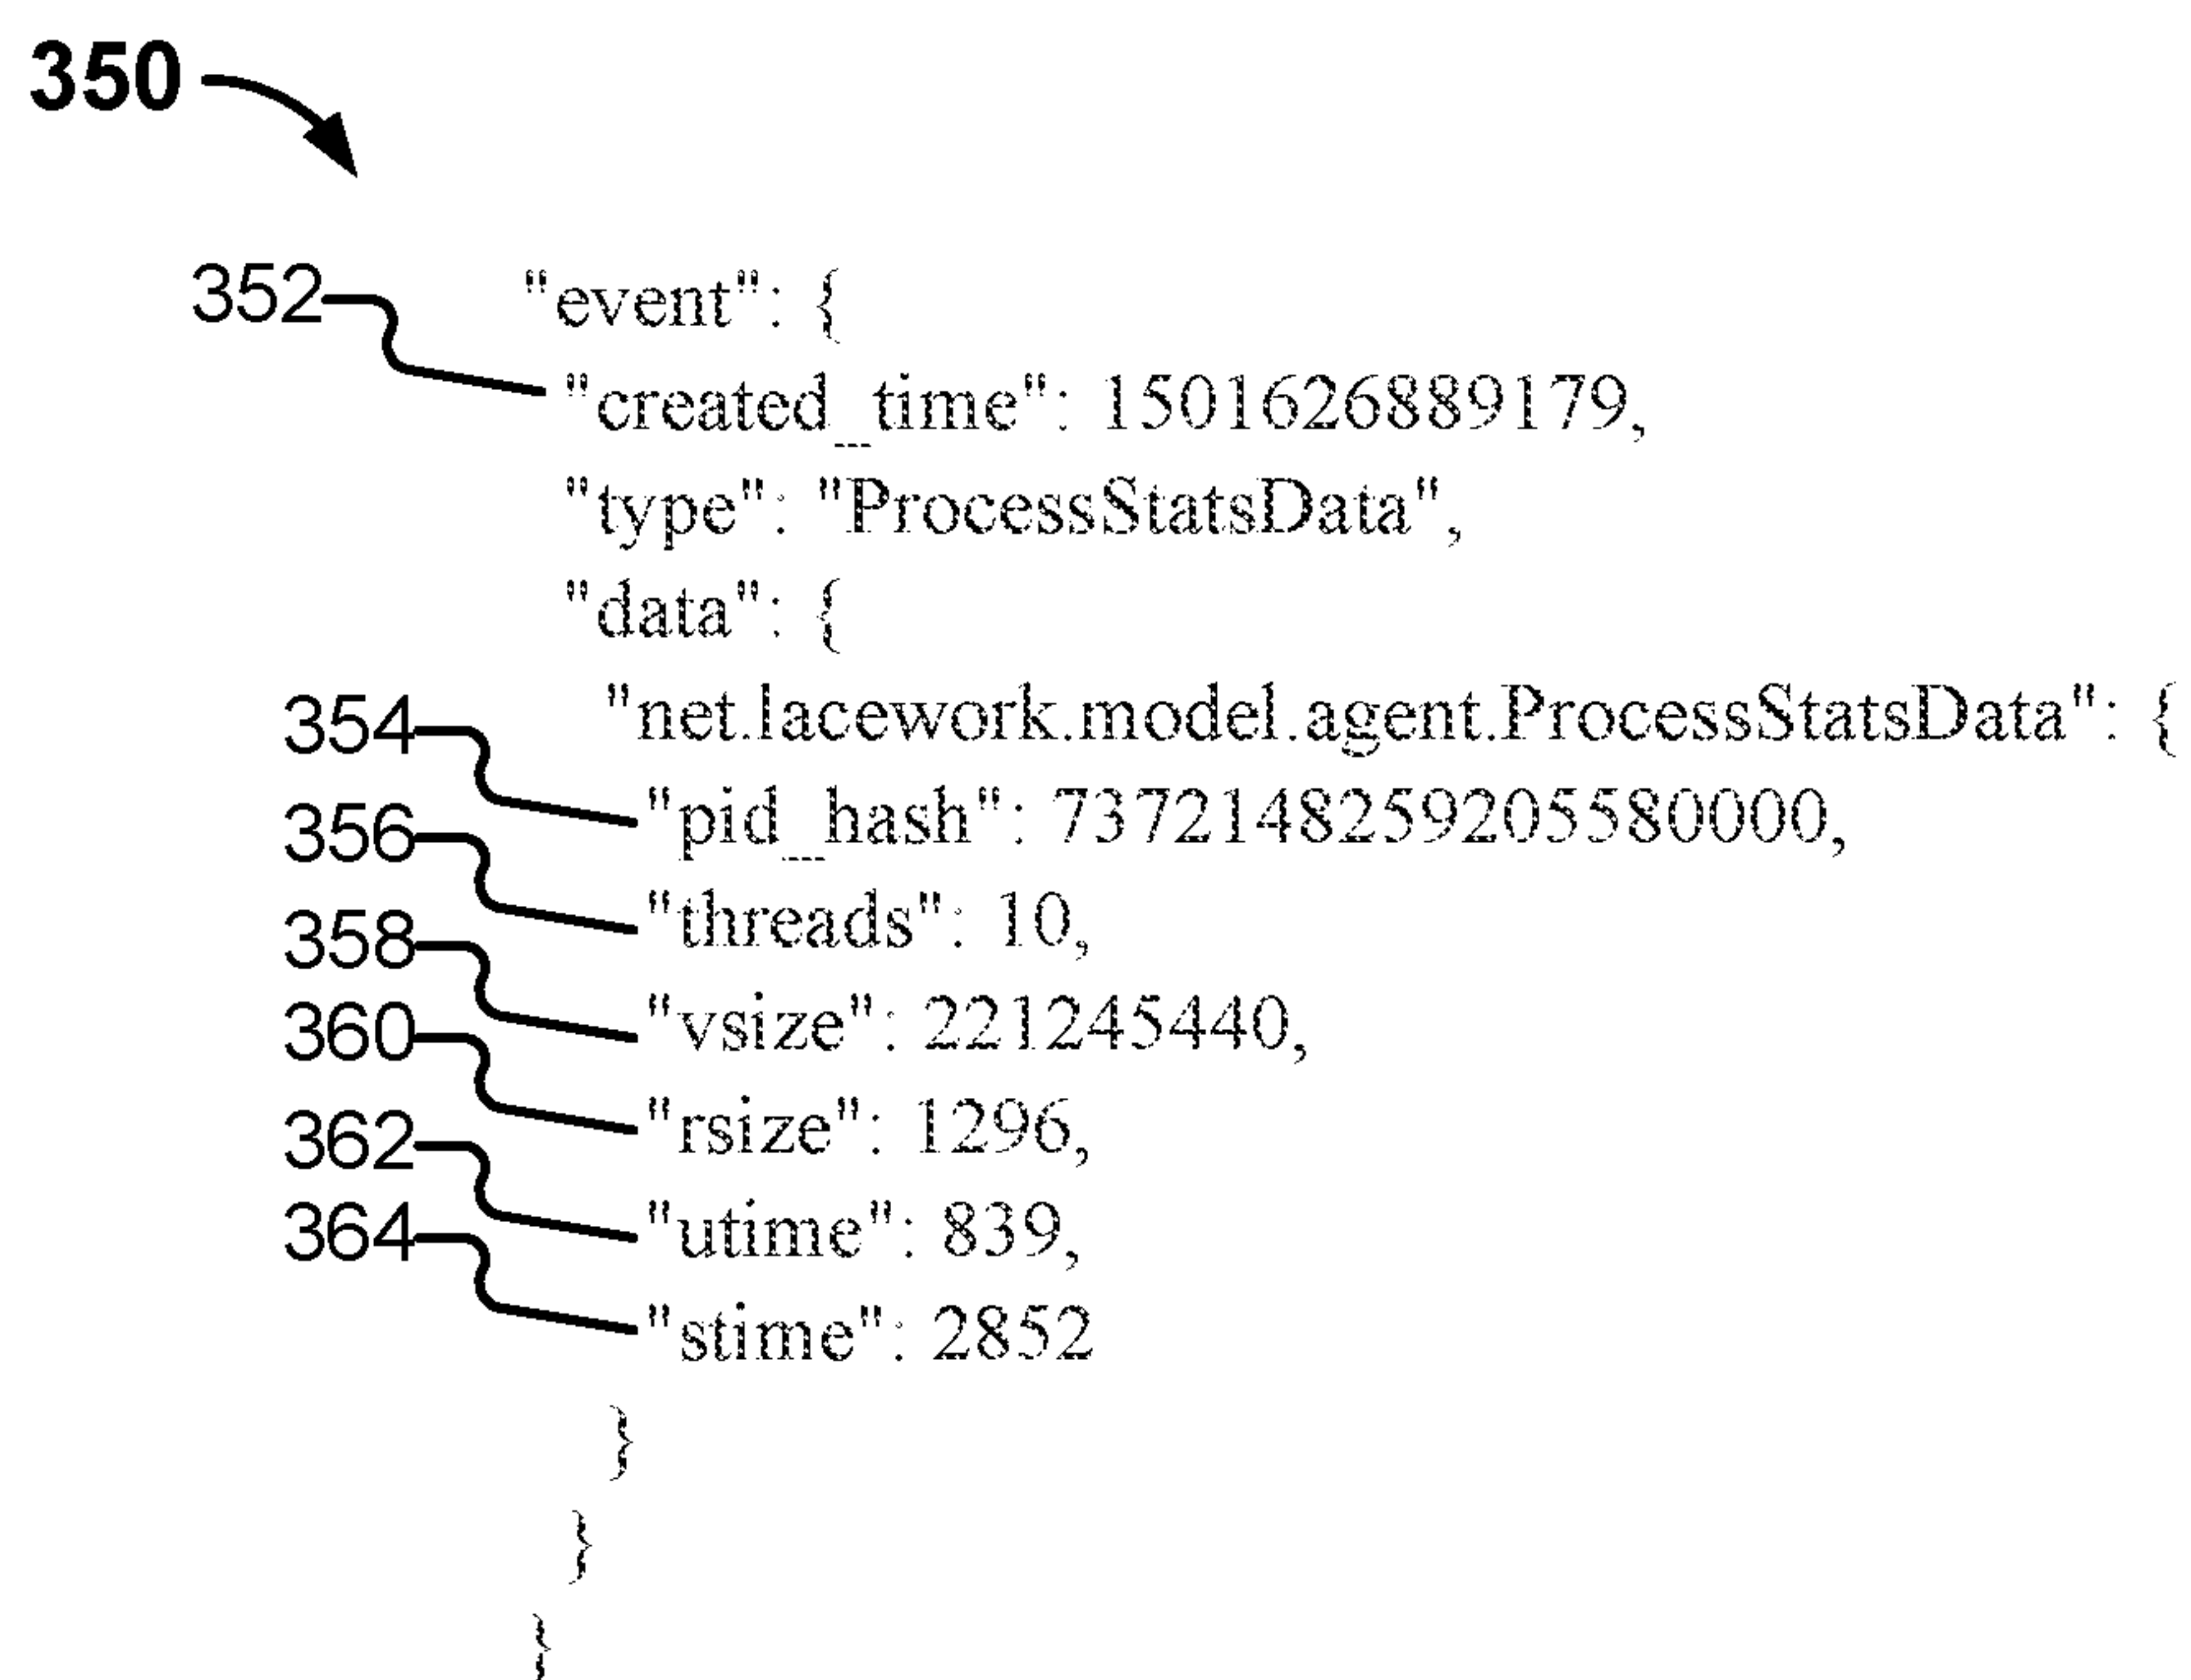 350
352 "event": {
"created_time": 1501626889179,
"type": "ProcessStatsData",
"data": {
354 "net.lacework.model.agent.ProcessStatsData": {
356 "pid_hash": 7372148259205580000,
358 "threads": 10,
360 "vsize": 221245440,
362 "rsize": 1296,
364 "utime": 839,
"stime": 2852
}
}
}